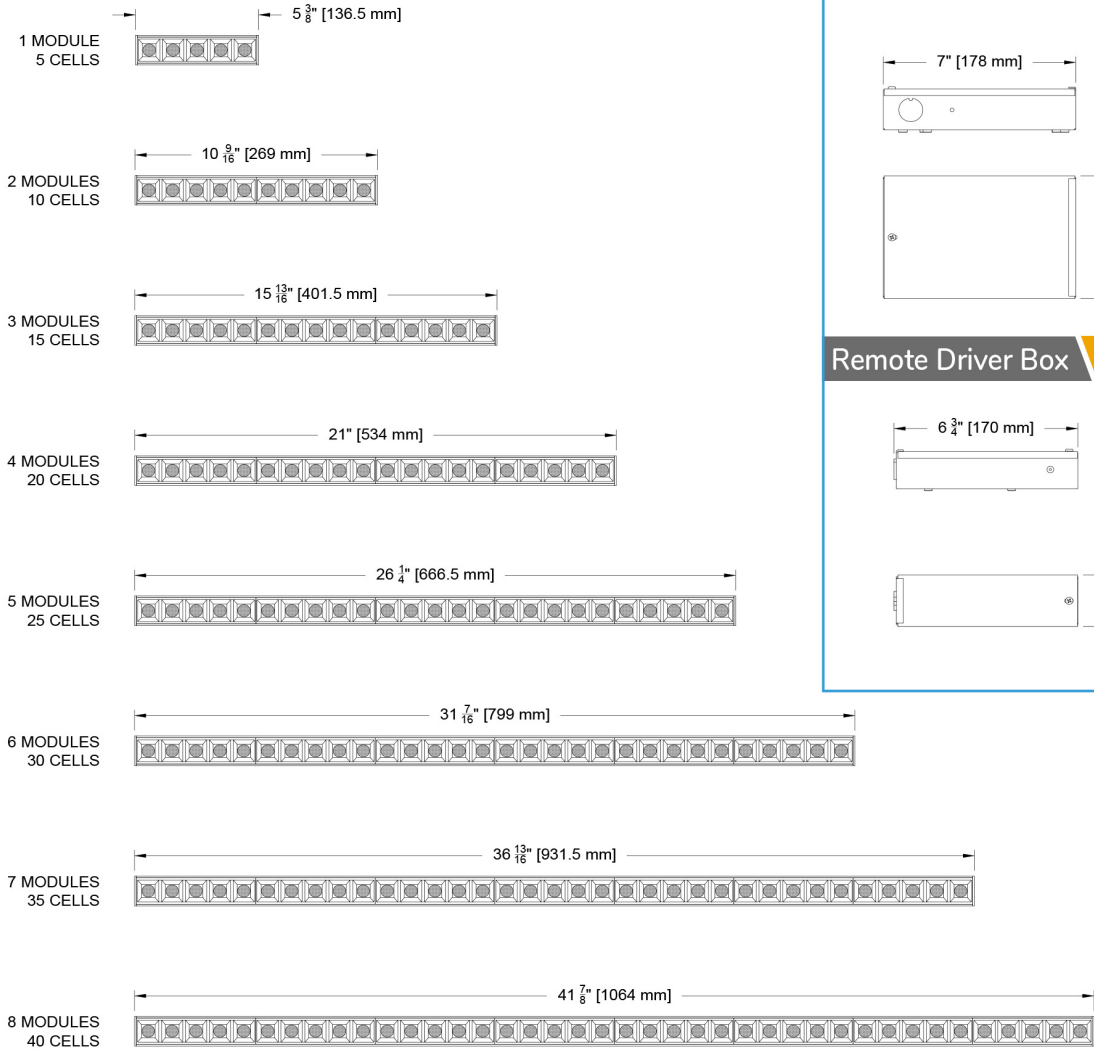 5 3/8" [136.5 mm]
1 MODULE
5 CELLS
10 9/16" [269 mm]
2 MODULES
10 CELLS
15 13/16" [401.5 mm]
3 MODULES
15 CELLS
21" [534 mm]
4 MODULES
20 CELLS
26 1/4" [666.5 mm]
5 MODULES
25 CELLS
31 7/16" [799 mm]
6 MODULES
30 CELLS
36 13/16" [931.5 mm]
7 MODULES
35 CELLS
41 7/8" [1064 mm]
8 MODULES
40 CELLS
7" [178 mm]
Remote Driver Box
6 3/4" [170 mm]